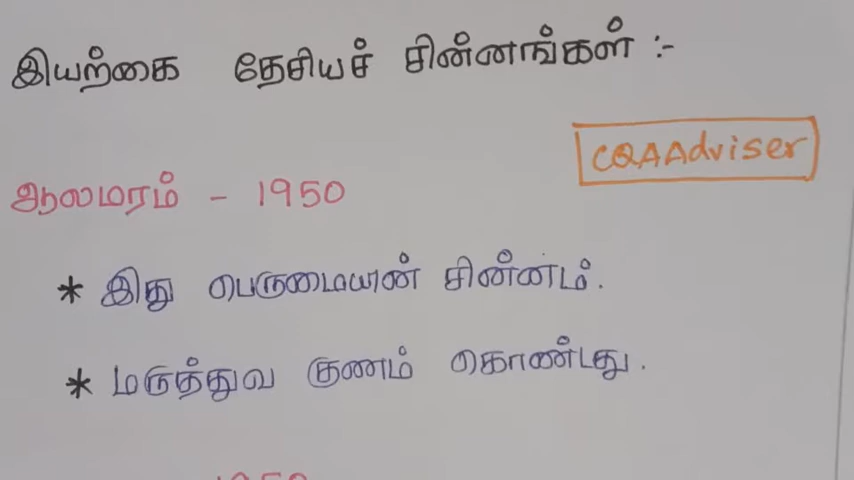 இயற்கை தேசியச் சின்னங்கள் :-
CQAAdviser
ஆலமரம் - 1950
* இது பெருமையின் சின்னம்.
* மருத்துவ குணம் கொண்டது.